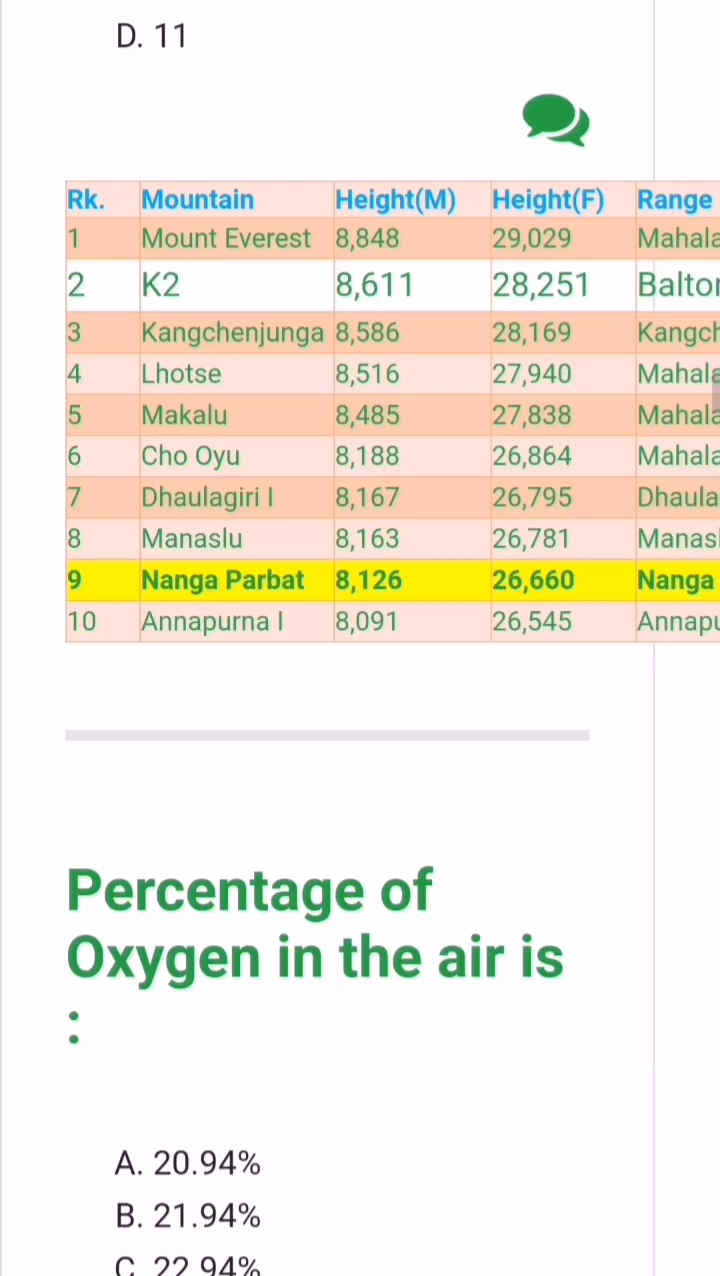 D. 11
Rk. Mountain Height(M) Height(F) Range
1 Mount Everest 8,848 29,029
2 K2 8,611 28,251
3 Kangchenjunga 8,586 28,169
4 Lhotse 8,516 27,940
5 Makalu 8,485 27,838
6 Cho Oyu 8,188 26,864
7 Dhaulagiri I 8,167 26,795
8 Manaslu 8,163 26,781
9 Nanga Parbat 8,126 26,660 Nanga
10 Annapurna I 8,091 26,545
Percentage of
Oxygen in the air is
:
A. 20.94%
B. 21.94%
C. 22.94%